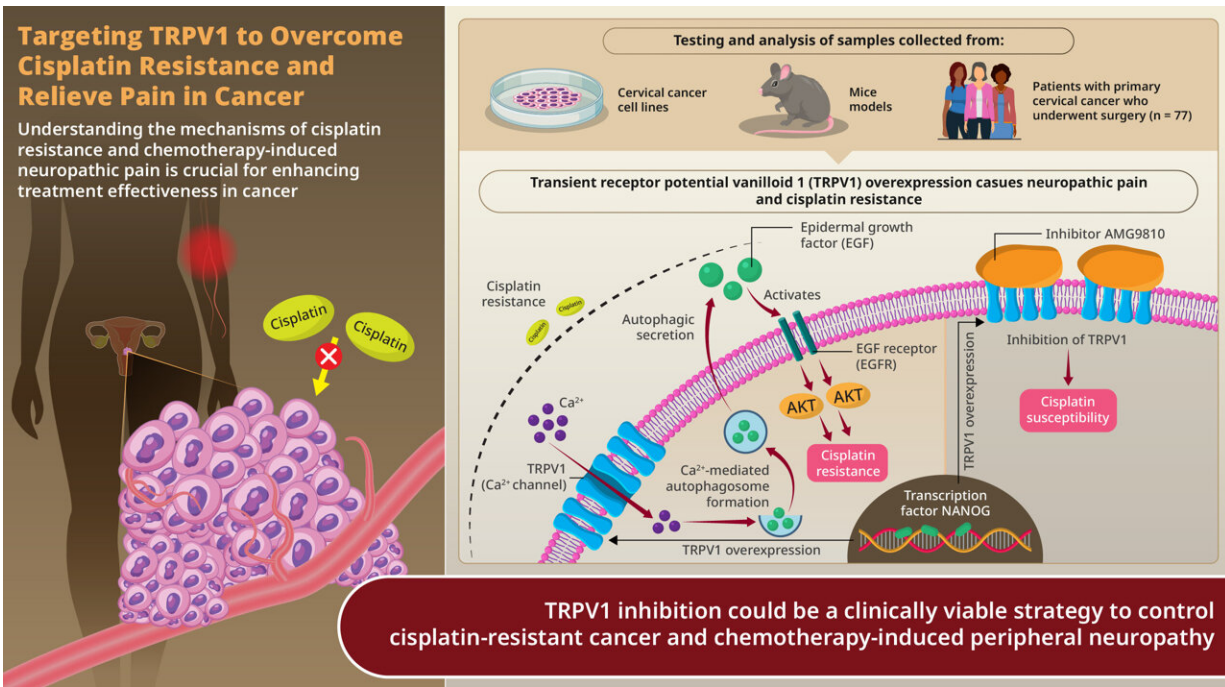 Targeting TRPV1 to Overcome
Cisplatin Resistance and
Relieve Pain in Cancer
Understanding the mechanisms of cisplatin
resistance and chemotherapy-induced
neuropathic pain is crucial for enhancing
treatment effectiveness in cancer
Cisplatin
Cisplatin
Testing and analysis of samples collected from:
Cervical cancer
cell lines
Mice
models
Patients with primary
cervical cancer who
underwent surgery (n = 77)
Transient receptor potential vanilloid 1 (TRPV1) overexpression casues neuropathic pain
and cisplatin resistance
Epidermal growth
factor (EGF)
Inhibitor AMG9810
Cisplatin
resistance
Cisplatin
Cisplatin
Activates
Autophagic
secretion
EGF receptor
(EGFR)
AKT
AKT
Cisplatin
resistance
Ca²⁺
TRPV1
(Ca²⁺ channel)
Ca²⁺-mediated
autophagosome
formation
TRPV1 overexpression
Transcription
factor NANOG
TRPV1 overexpression
Inhibition of TRPV1
Cisplatin
susceptibility
TRPV1 inhibition could be a clinically viable strategy to control
cisplatin-resistant cancer and chemotherapy-induced peripheral neuropathy